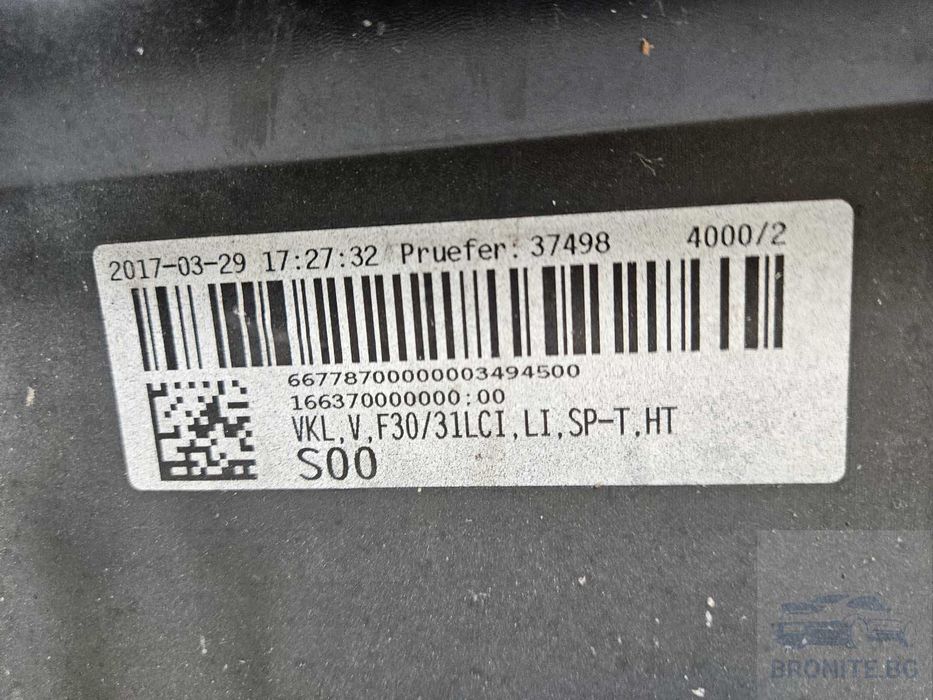 2017-03-29 17:27:32 Pruefer: 37498 4000/2
66778700000003494500
166370000000:00
VKL,V,F30/31LCI,LI,SP-T,HT
S00
BRONITE.BG